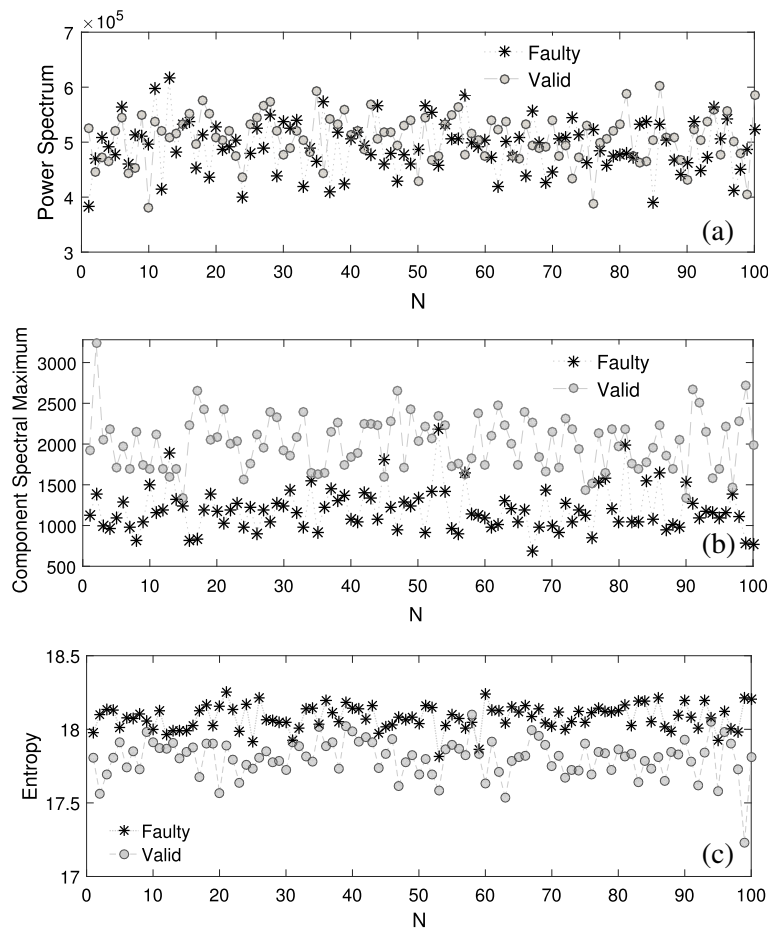 7 × 10⁵
6
5
4
3
Power Spectrum
Faulty
Valid
(a)
1 10 20 30 40 50 60 70 80 90 100
N
3000
2500
2000
1500
1000
500
Component Spectral Maximum
Faulty
Valid
(b)
0 10 20 30 40 50 60 70 80 90 100
N
18.5
18
17.5
17
Entropy
Faulty
Valid
(c)
0 10 20 30 40 50 60 70 80 90 100
N